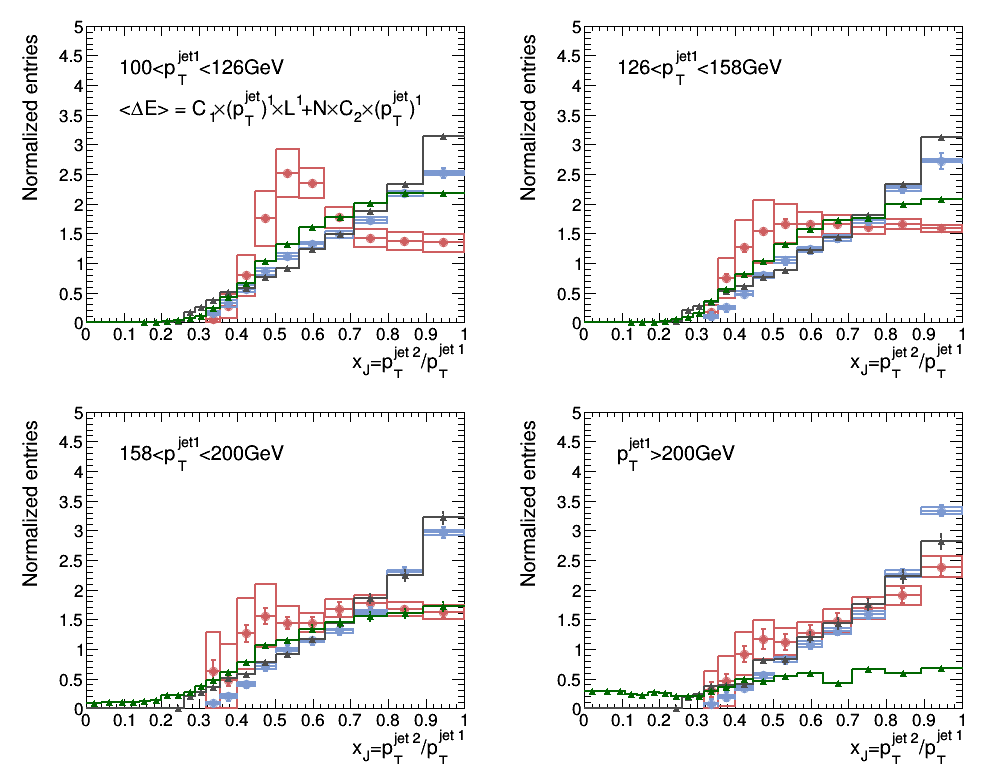 Normalized entries
5
4.5
4
3.5
3
2.5
2
1.5
1
0.5
0
100<p_T^jet1<126GeV
<ΔE> = C_1×(p_T^jet)^1×L^1+N×C_2×(p_T^jet)^1
0.1 0.2 0.3 0.4 0.5 0.6 0.7 0.8 0.9 1
x_J=p_T^jet 2/p_T^jet 1
Normalized entries
5
4.5
4
3.5
3
2.5
2
1.5
1
0.5
0
126<p_T^jet1<158GeV
0.1 0.2 0.3 0.4 0.5 0.6 0.7 0.8 0.9 1
x_J=p_T^jet 2/p_T^jet 1
Normalized entries
5
4.5
4
3.5
3
2.5
2
1.5
1
0.5
0
158<p_T^jet1<200GeV
0 0.1 0.2 0.3 0.4 0.5 0.6 0.7 0.8 0.9 1
x_J=p_T^jet 2/p_T^jet 1
Normalized entries
5
4.5
4
3.5
3
2.5
2
1.5
1
0.5
0
p_T^jet1>200GeV
0 0.1 0.2 0.3 0.4 0.5 0.6 0.7 0.8 0.9 1
x_J=p_T^jet 2/p_T^jet 1